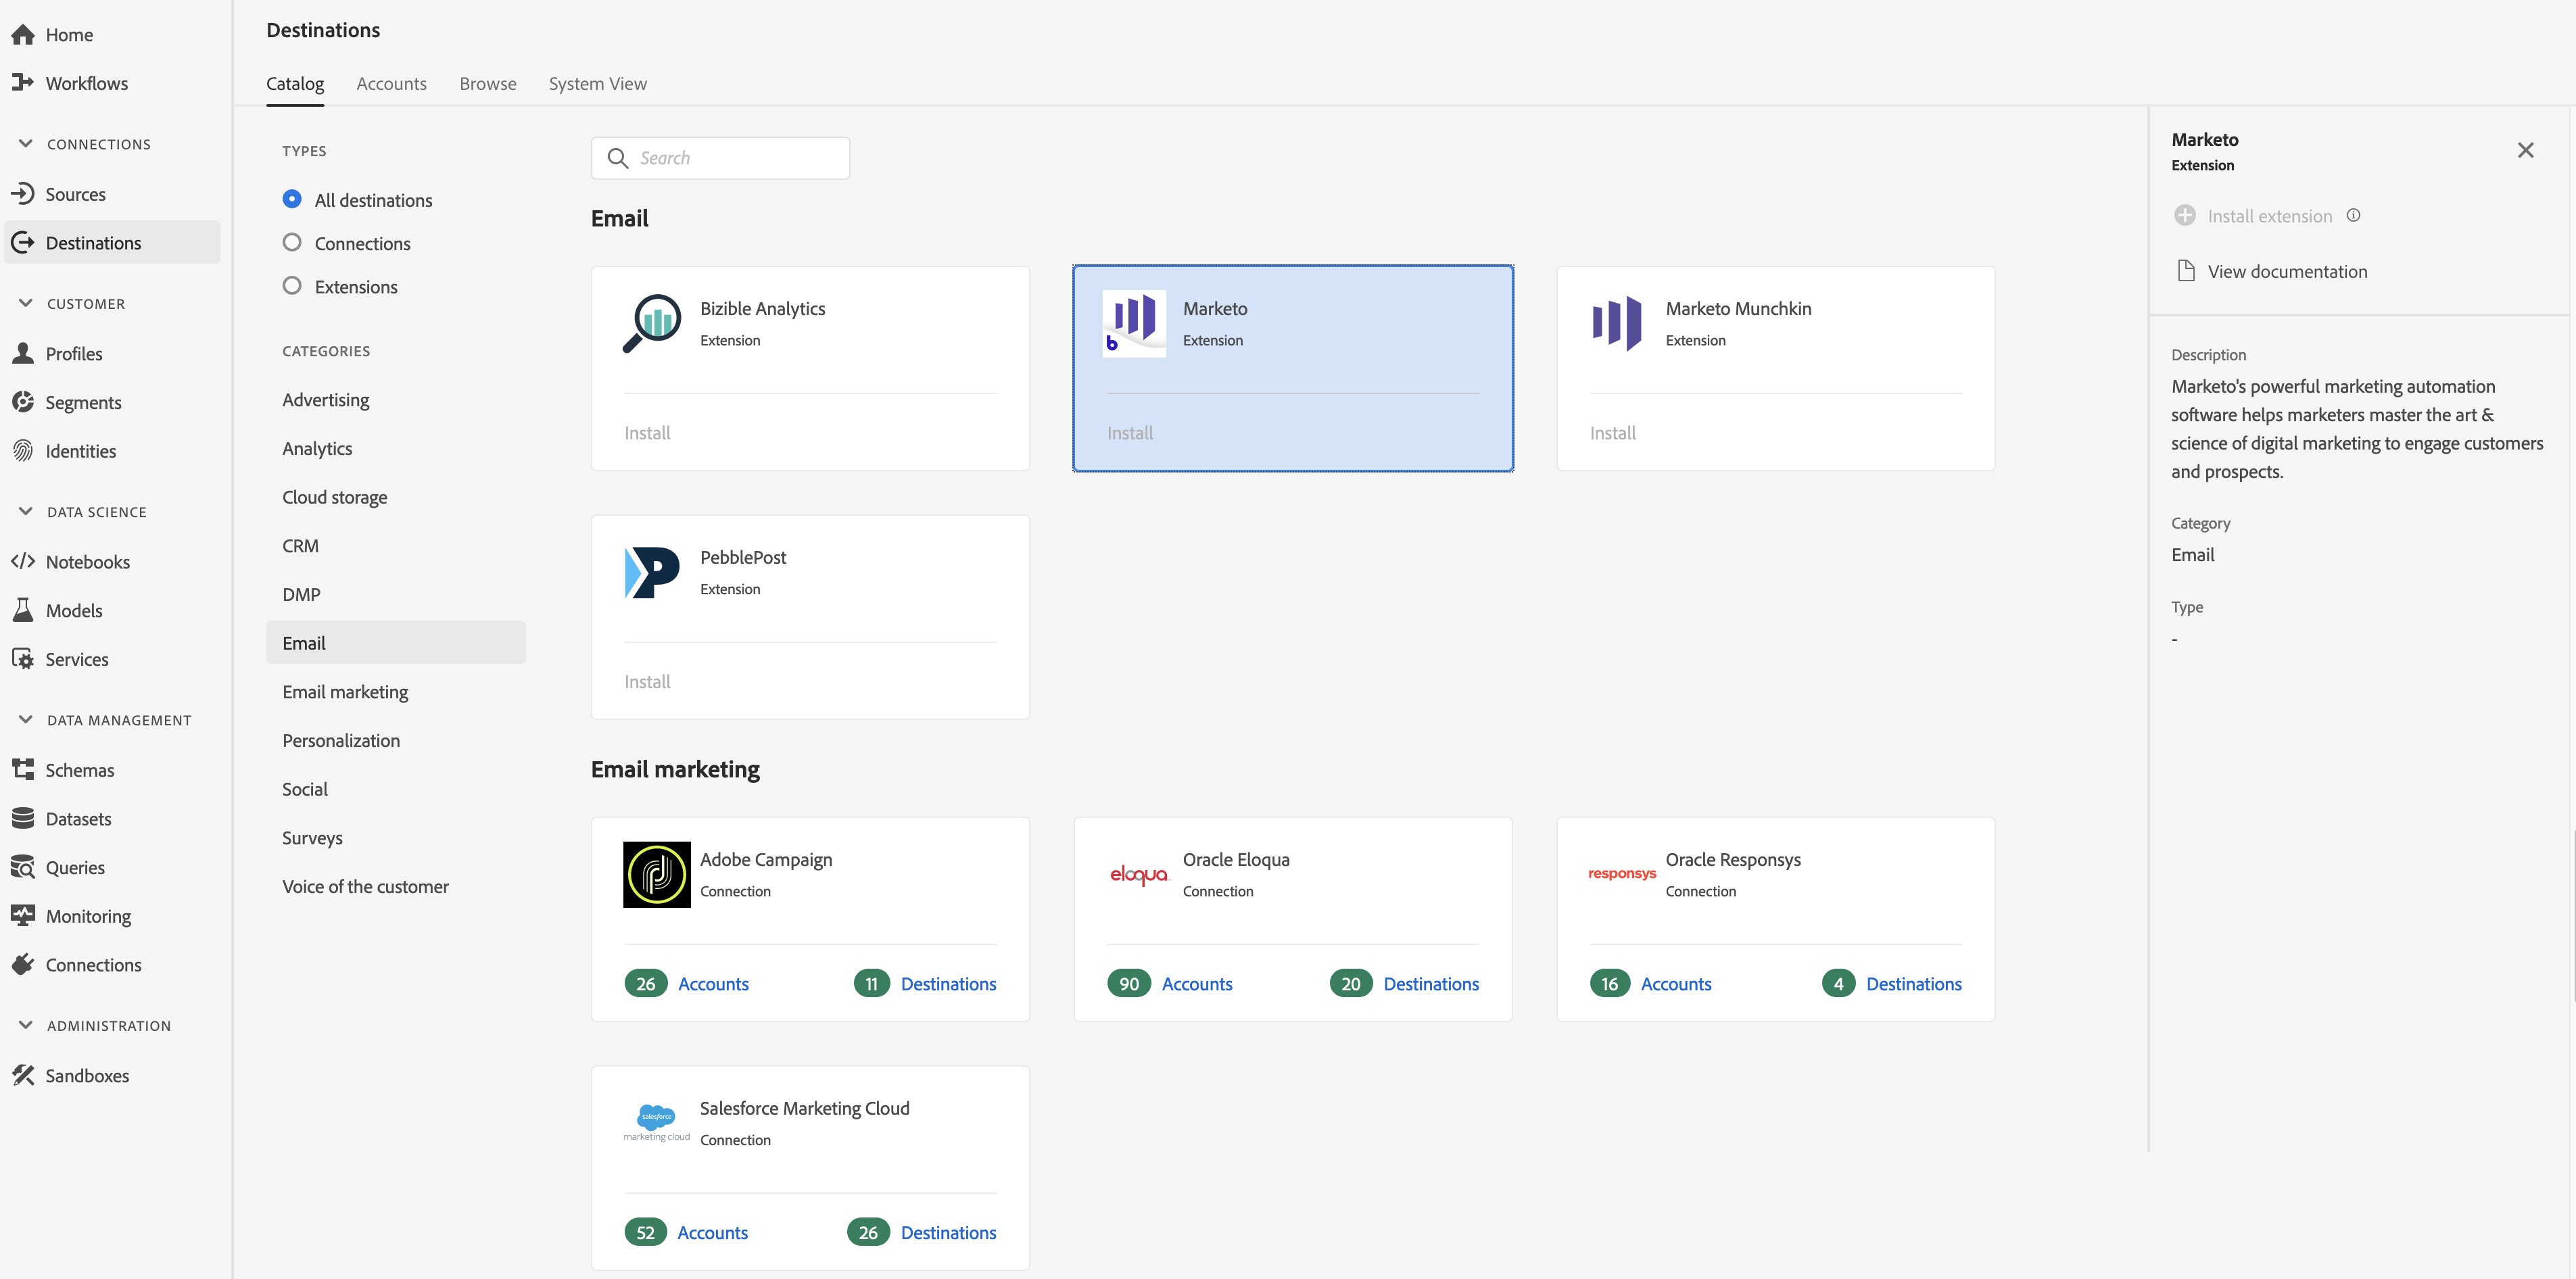 Home
Workflows
CONNECTIONS
Sources
Destinations
CUSTOMER
Profiles
Segments
Identities
DATA SCIENCE
Notebooks
Models
Services
DATA MANAGEMENT
Schemas
Datasets
Queries
Monitoring
Connections
ADMINISTRATION
Sandboxes
Destinations
Catalog Accounts Browse System View
TYPES
All destinations
Connections
Extensions
CATEGORIES
Advertising
Analytics
Cloud storage
CRM
DMP
Email
Email marketing
Personalization
Social
Surveys
Voice of the customer
Search
Email
Bizible Analytics
Extension
Install
b
Marketo
Extension
Install
Marketo Munchkin
Extension
Install
P
PebblePost
Extension
Install
Email marketing
Adobe Campaign
Connection
26 Accounts 11 Destinations
eloqua
Oracle Eloqua
Connection
90 Accounts 20 Destinations
responsys
Oracle Responsys
Connection
16 Accounts 4 Destinations
salesforce
marketing cloud
Salesforce Marketing Cloud
Connection
52 Accounts 26 Destinations
Marketo
Extension
Install extension
View documentation
Description
Marketo's powerful marketing automation
software helps marketers master the art &
science of digital marketing to engage customers
and prospects.
Category
Email
Type
-